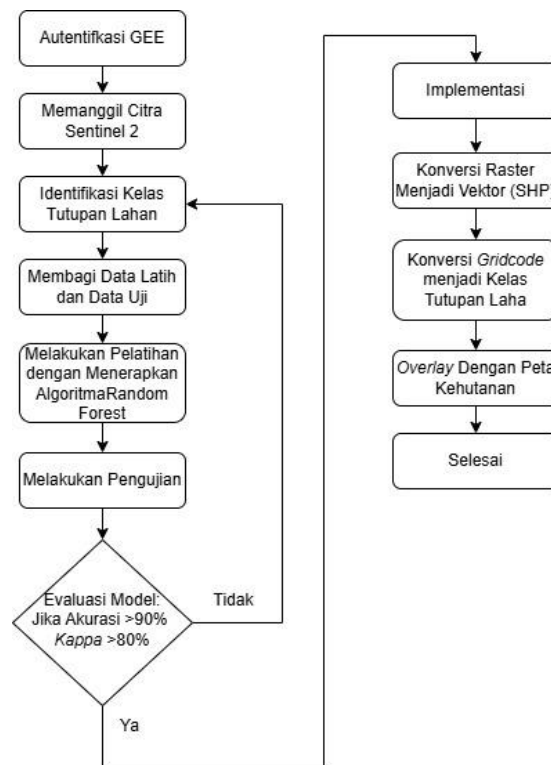 Autentifkasi GEE
Memanggil Citra
Sentinel 2
Identifikasi Kelas
Tutupan Lahan
Membagi Data Latih
dan Data Uji
Melakukan Pelatihan
dengan Menerapkan
AlgoritmaRandom
Forest
Melakukan Pengujian
Evaluasi Model:
Jika Akurasi >90%
Kappa >80%
Tidak
Ya
Implementasi
Konversi Raster
Menjadi Vektor (SHP)
Konversi Gridcode
menjadi Kelas
Tutupan Laha
Overlay Dengan Peta
Kehutanan
Selesai